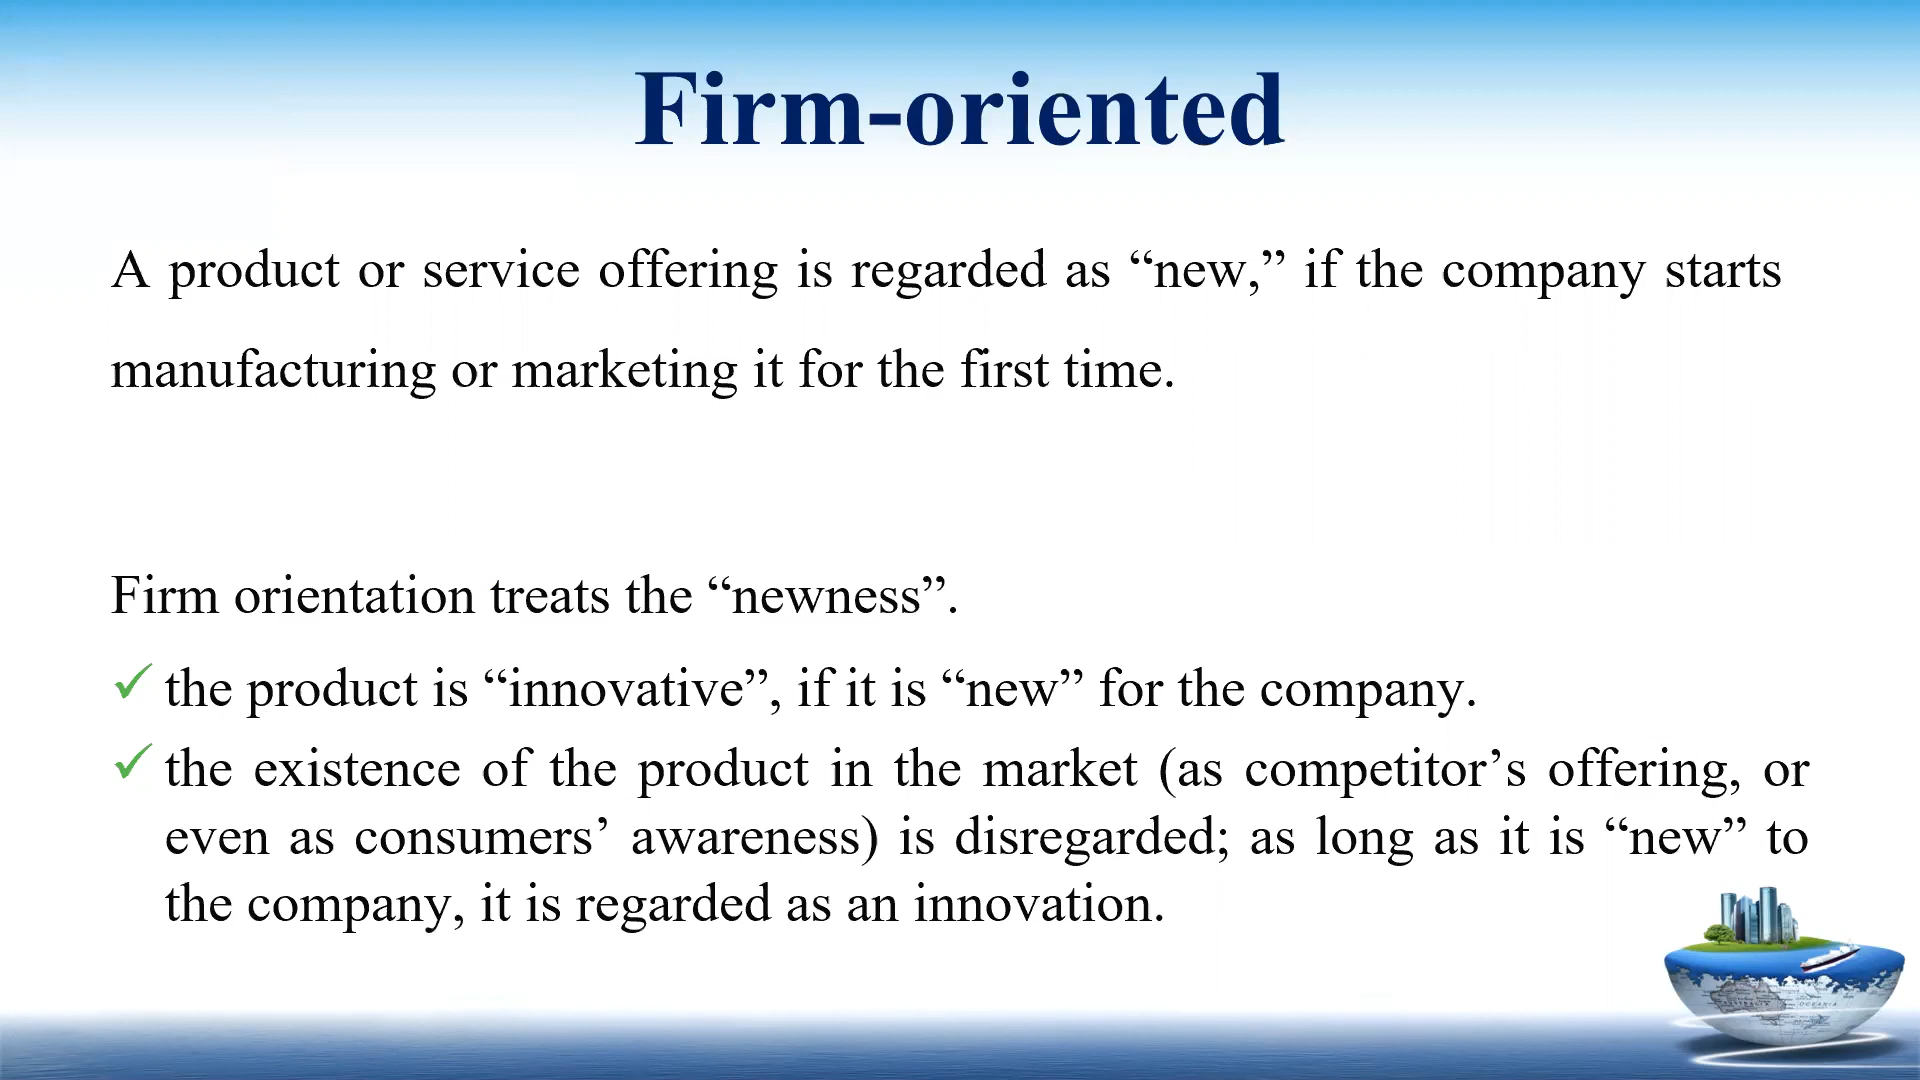 Firm-oriented
A product or service offering is regarded as “new,” if the company starts
manufacturing or marketing it for the first time.
Firm orientation treats the “newness”.
✓ the product is “innovative”, if it is “new” for the company.
✓ the existence of the product in the market (as competitor’s offering, or
even as consumers’ awareness) is disregarded; as long as it is “new” to
the company, it is regarded as an innovation.